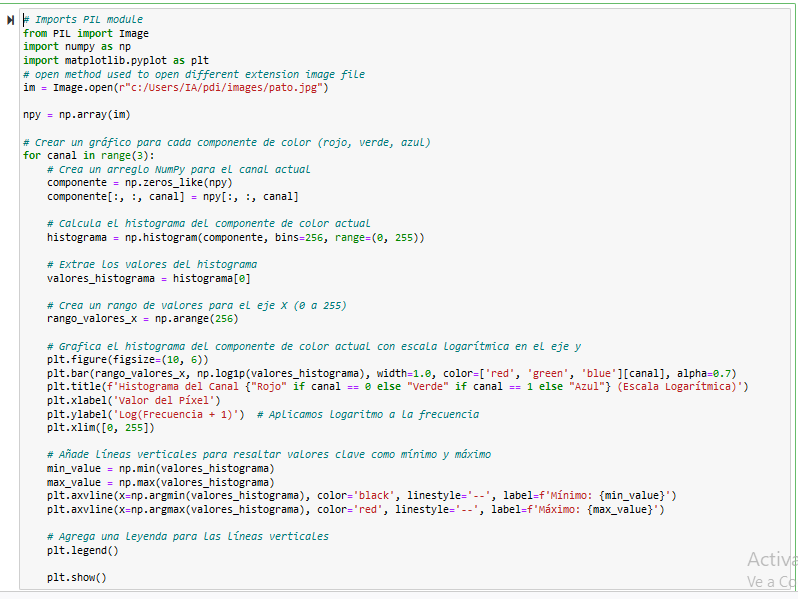 # Imports PIL module
from PIL import Image
import numpy as np
import matplotlib.pyplot as plt
# open method used to open different extension image file
im = Image.open(r"c:/Users/IA/pdi/images/pato.jpg")

npy = np.array(im)

# Crear un gráfico para cada componente de color (rojo, verde, azul)
for canal in range(3):
    # Crea un arreglo NumPy para el canal actual
    componente = np.zeros_like(npy)
    componente[:, :, canal] = npy[:, :, canal]

    # Calcula el histograma del componente de color actual
    histograma = np.histogram(componente, bins=256, range=(0, 255))

    # Extrae los valores del histograma
    valores_histograma = histograma[0]

    # Crea un rango de valores para el eje X (0 a 255)
    rango_valores_x = np.arange(256)

    # Grafica el histograma del componente de color actual con escala logarítmica en el eje y
    plt.figure(figsize=(10, 6))
    plt.bar(rango_valores_x, np.log1p(valores_histograma), width=1.0, color=['red', 'green', 'blue'][canal], alpha=0.7)
    plt.title(f'Histograma del Canal {"Rojo" if canal == 0 else "Verde" if canal == 1 else "Azul"} (Escala Logarítmica)')
    plt.xlabel('Valor del Píxel')
    plt.ylabel('Log(Frecuencia + 1)')  # Aplicamos logaritmo a la frecuencia
    plt.xlim([0, 255])

    # Añade líneas verticales para resaltar valores clave como mínimo y máximo
    min_value = np.min(valores_histograma)
    max_value = np.max(valores_histograma)
    plt.axvline(x=np.argmin(valores_histograma), color='black', linestyle='--', label=f'Mínimo: {min_value}')
    plt.axvline(x=np.argmax(valores_histograma), color='red', linestyle='--', label=f'Máximo: {max_value}')

    # Agrega una leyenda para las líneas verticales
    plt.legend()

    plt.show()
Activa
Ve a Co